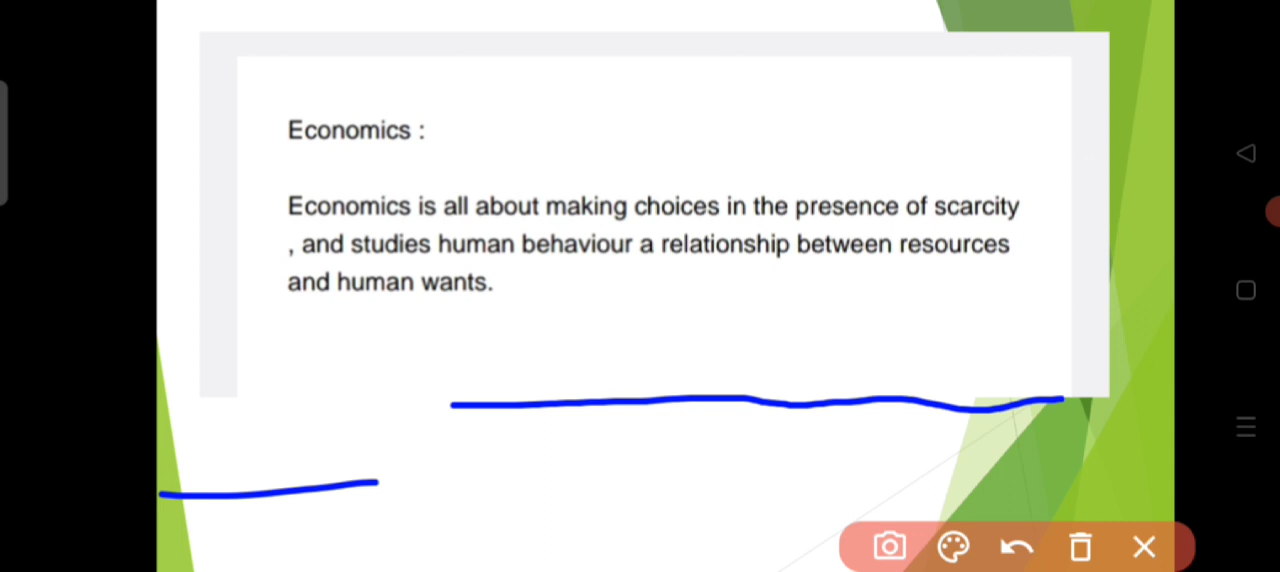 Economics :
Economics is all about making choices in the presence of scarcity
, and studies human behaviour a relationship between resources
and human wants.